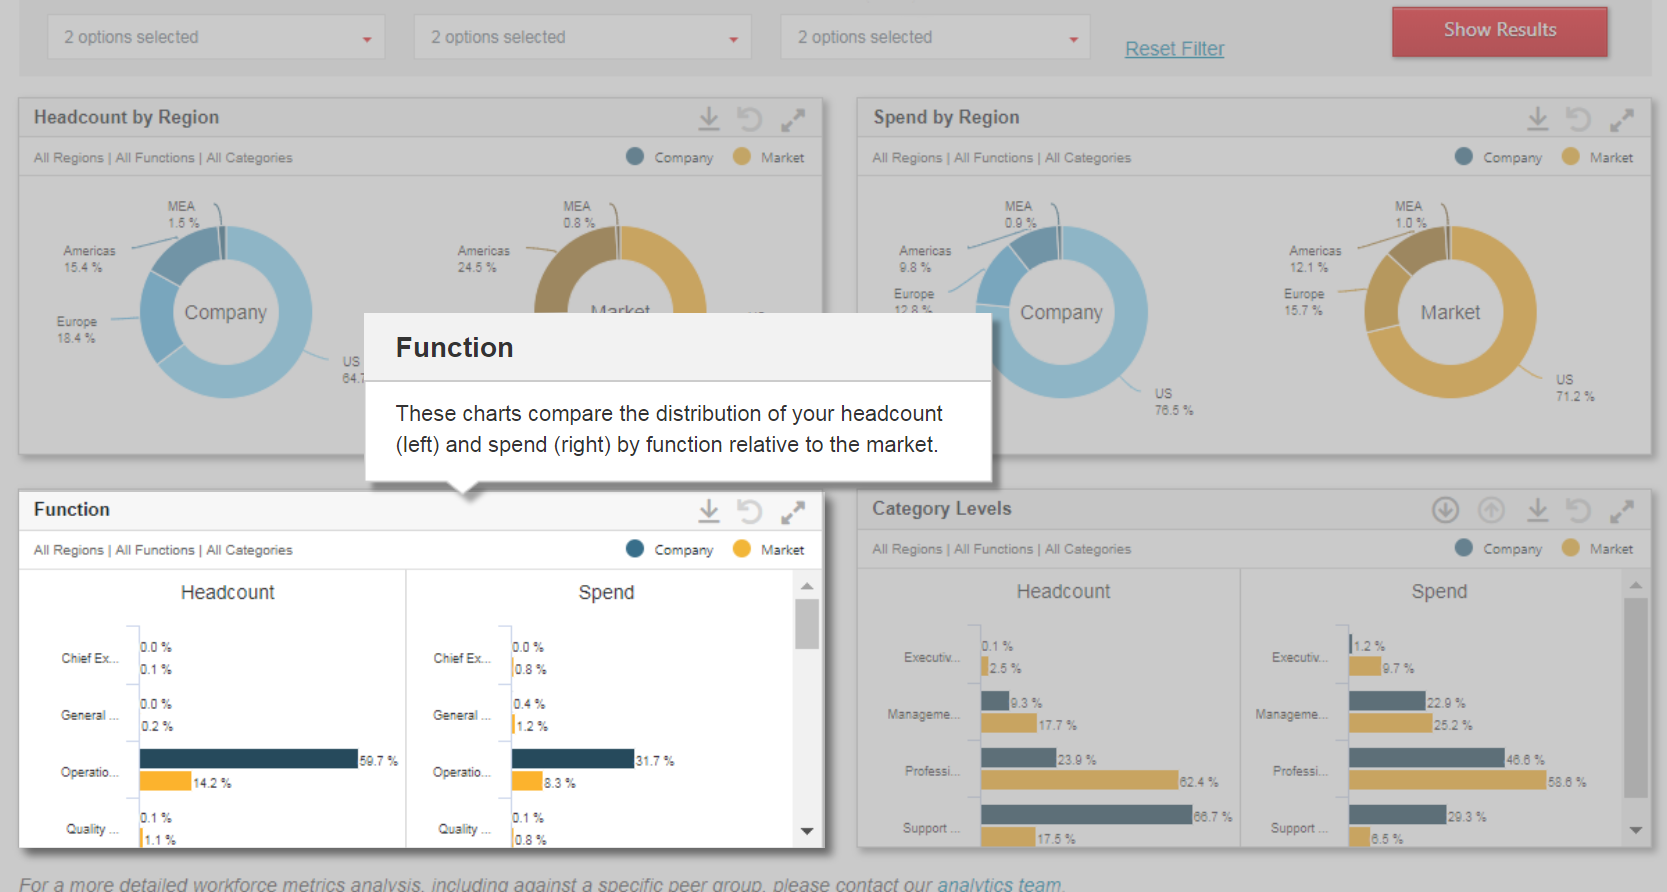 2 options selected
2 options selected
2 options selected
Reset Filter
Show Results
Headcount by Region
All Regions | All Functions | All Categories
Company
Market
MEA
1.5 %
Americas
15.4 %
Europe
18.4 %
US
64.7
Company
MEA
0.8 %
Americas
24.5 %
Market
Spend by Region
All Regions | All Functions | All Categories
Company
Market
MEA
0.9 %
Americas
9.8 %
Europe
12.8 %
US
76.5 %
Company
MEA
1.0 %
Americas
12.1 %
Europe
15.7 %
US
71.2 %
Market
Function
These charts compare the distribution of your headcount
(left) and spend (right) by function relative to the market.
Function
All Regions | All Functions | All Categories
Company
Market
Headcount
Chief Ex...
0.0 %
0.1 %
General ...
0.0 %
0.2 %
Operatio...
59.7 %
14.2 %
Quality ...
0.1 %
1.1 %
Spend
Chief Ex...
0.0 %
0.8 %
General ...
0.4 %
1.2 %
Operatio...
31.7 %
8.3 %
Quality ...
0.1 %
0.8 %
Category Levels
All Regions | All Functions | All Categories
Company
Market
Headcount
Executiv...
0.1 %
2.5 %
Manageme...
9.3 %
17.7 %
Professi...
23.9 %
62.4 %
Support ...
66.7 %
17.5 %
Spend
Executiv...
1.2 %
9.7 %
Manageme...
22.9 %
25.2 %
Professi...
46.6 %
58.6 %
Support ...
29.3 %
6.5 %
For a more detailed workforce metrics analysis, including against a specific peer group, please contact our analytics team.